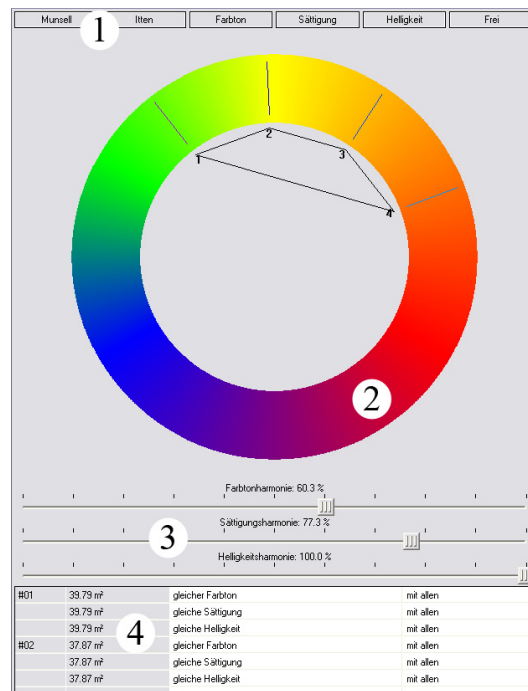 Munsell Itten Farbton Sättigung Helligkeit Frei
1
2
1
3
4
2
Farbtonharmonie: 60.3 %
Sättigungsharmonie: 77.3 %
3
Helligkeitsharmonie: 100.0 %
#01 39.79 m² gleicher Farbton mit allen
39.79 m² gleiche Sättigung mit allen
39.79 m² gleiche Helligkeit mit allen
4
#02 37.87 m² gleicher Farbton mit allen
37.87 m² gleiche Sättigung mit allen
37.87 m² gleiche Helligkeit mit allen